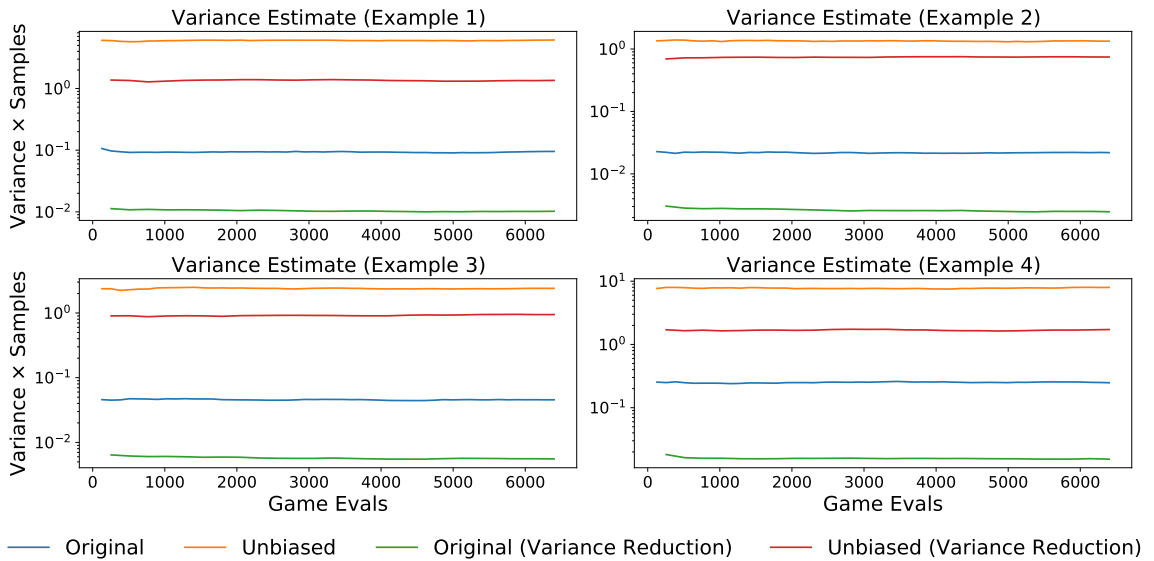 Variance Estimate (Example 1)
Variance × Samples
10^0
10^-1
10^-2
0 1000 2000 3000 4000 5000 6000
Variance Estimate (Example 2)
10^0
10^-1
10^-2
0 1000 2000 3000 4000 5000 6000
Variance Estimate (Example 3)
Variance × Samples
10^0
10^-1
10^-2
0 1000 2000 3000 4000 5000 6000
Game Evals
Variance Estimate (Example 4)
10^1
10^0
10^-1
0 1000 2000 3000 4000 5000 6000
Game Evals
Original Unbiased Original (Variance Reduction) Unbiased (Variance Reduction)